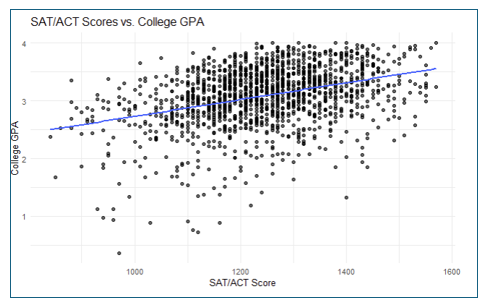 SAT/ACT Scores vs. College GPA
4
3
2
1
College GPA
1000
1200
1400
1600
SAT/ACT Score